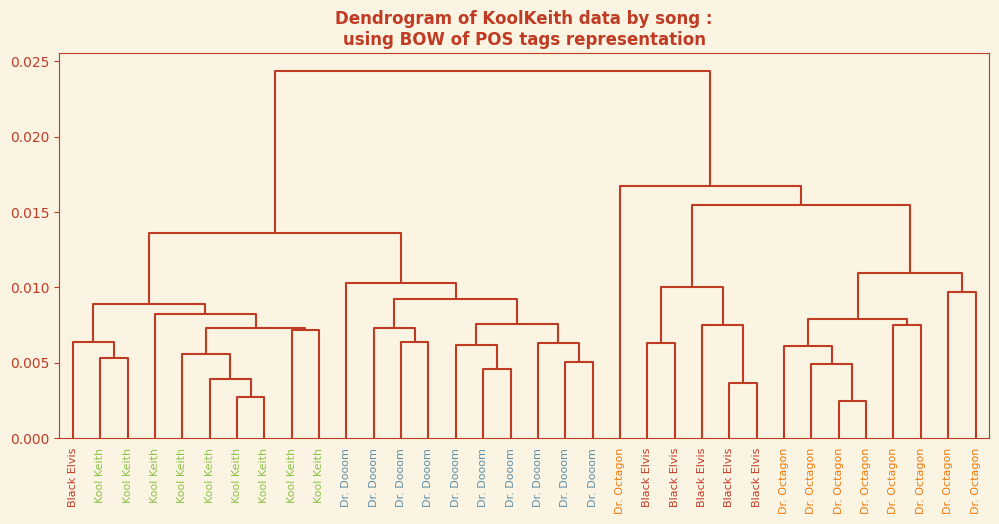 Dendrogram of KoolKeith data by song :
using BOW of POS tags representation
0.025
0.020
0.015
0.010
0.005
0.000
Black Elvis
Kool Keith
Kool Keith
Kool Keith
Kool Keith
Kool Keith
Kool Keith
Kool Keith
Kool Keith
Kool Keith
Dr. Dooom
Dr. Dooom
Dr. Dooom
Dr. Dooom
Dr. Dooom
Dr. Dooom
Dr. Dooom
Dr. Dooom
Dr. Dooom
Dr. Dooom
Dr. Octagon
Black Elvis
Black Elvis
Black Elvis
Black Elvis
Black Elvis
Dr. Octagon
Dr. Octagon
Dr. Octagon
Dr. Octagon
Dr. Octagon
Dr. Octagon
Dr. Octagon
Dr. Octagon